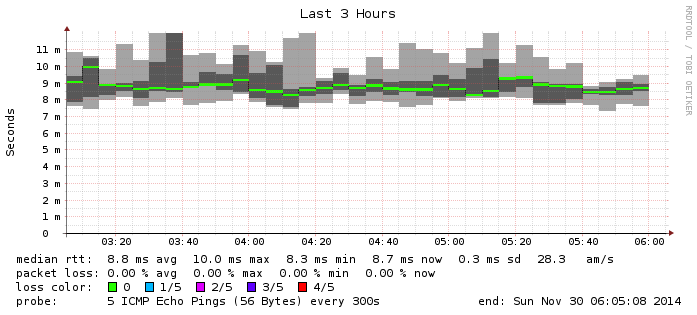 Last 3 Hours
RRDTOOL / TOBI OETIKER
Seconds
11 m
10 m
9 m
8 m
7 m
6 m
5 m
4 m
3 m
2 m
1 m
0
03:20 03:40 04:00 04:20 04:40 05:00 05:20 05:40 06:00
median rtt: 8.8 ms avg 10.0 ms max 8.3 ms min 8.7 ms now 0.3 ms sd 28.3 am/s
packet loss: 0.00 % avg 0.00 % max 0.00 % min 0.00 % now
loss color: 0 1/5 2/5 3/5 4/5
probe: 5 ICMP Echo Pings (56 Bytes) every 300s end: Sun Nov 30 06:05:08 2014